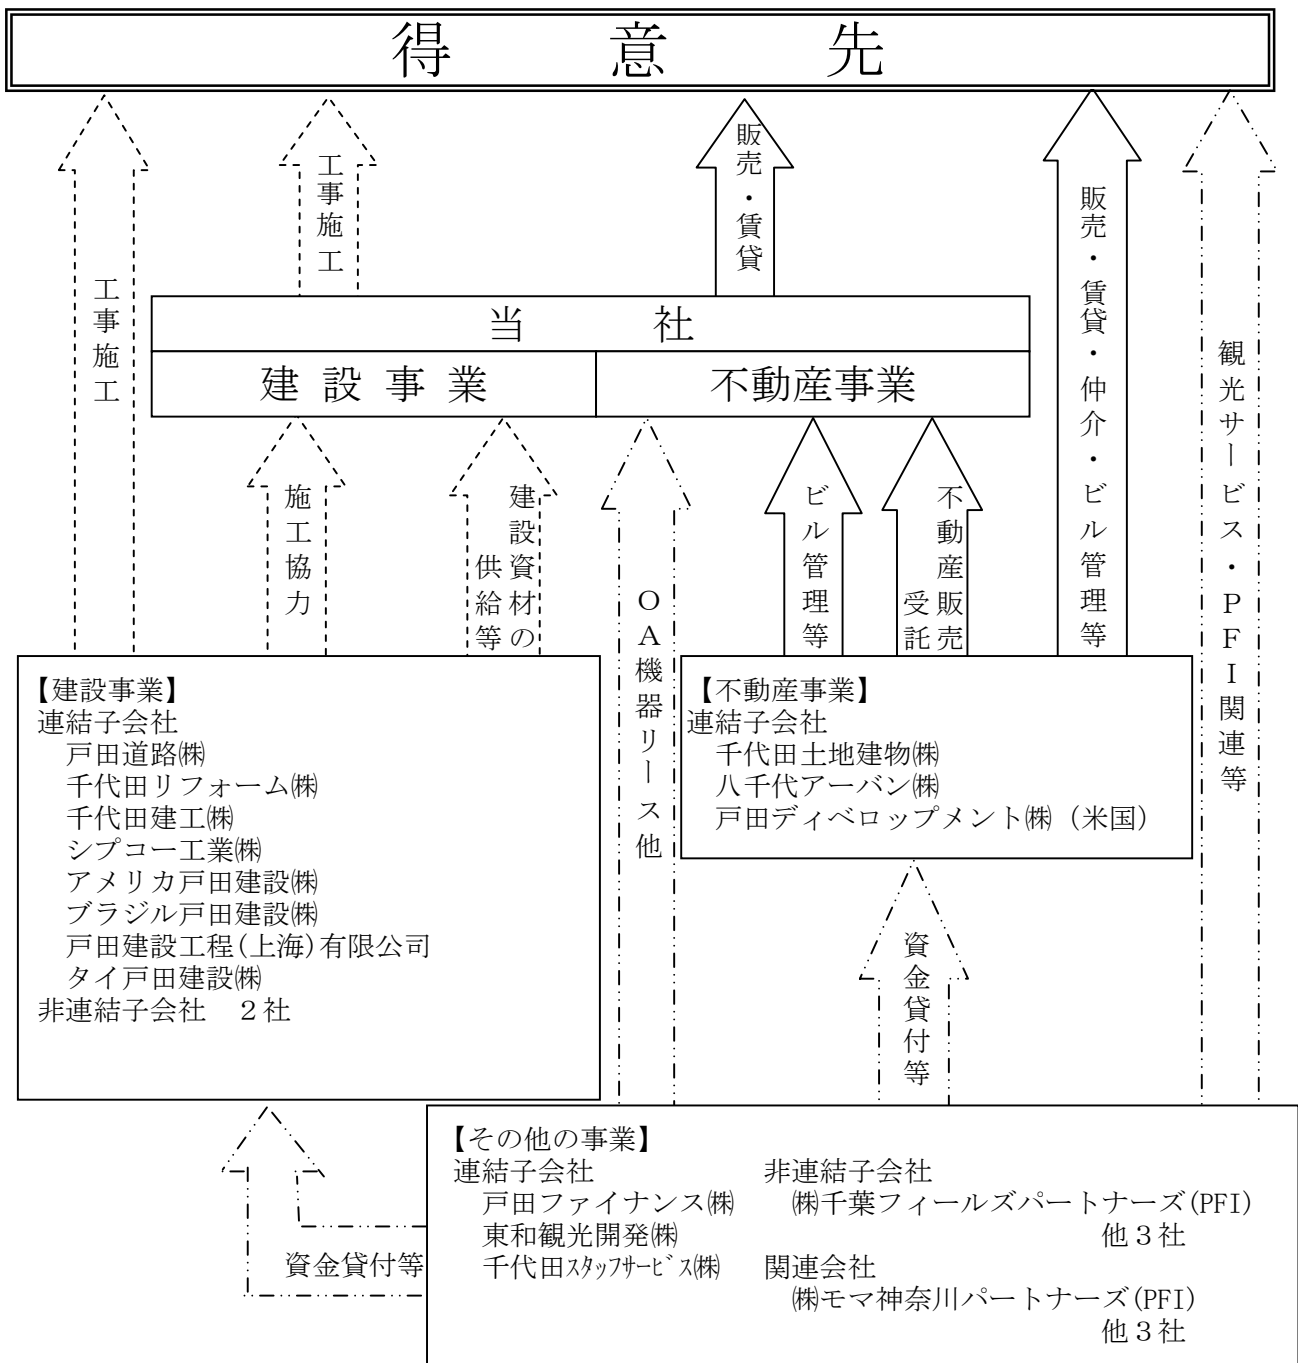 得意先
工事施工
工事施工
販売・賃貸
販売・賃貸・仲介・ビル管理等
観光サービス・ＰＦＩ関連等
当社
建設事業
不動産事業
施工協力
建設資材の
供給等
ＯＡ機器リース他
ビル管理等
不動産販売
受託
【建設事業】
連結子会社
戸田道路㈱
千代田リフォーム㈱
千代田建工㈱
シプコー工業㈱
アメリカ戸田建設㈱
ブラジル戸田建設㈱
戸田建設工程(上海)有限公司
タイ戸田建設㈱
非連結子会社　２社
【不動産事業】
連結子会社
千代田土地建物㈱
八千代アーバン㈱
戸田ディベロップメント㈱（米国）
資金貸付等
資金貸付等
【その他の事業】
連結子会社
戸田ファイナンス㈱
東和観光開発㈱
千代田ｽﾀｯﾌｻｰﾋﾞｽ㈱
非連結子会社
㈱千葉フィールズパートナーズ(PFI)
他３社
関連会社
㈱モマ神奈川パートナーズ(PFI)
他３社